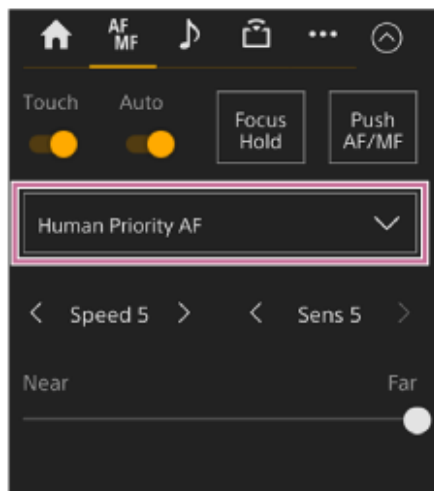 AF
MF
Touch Auto
Focus
Hold
Push
AF/MF
Human Priority AF
Speed 5
Sens 5
Near Far